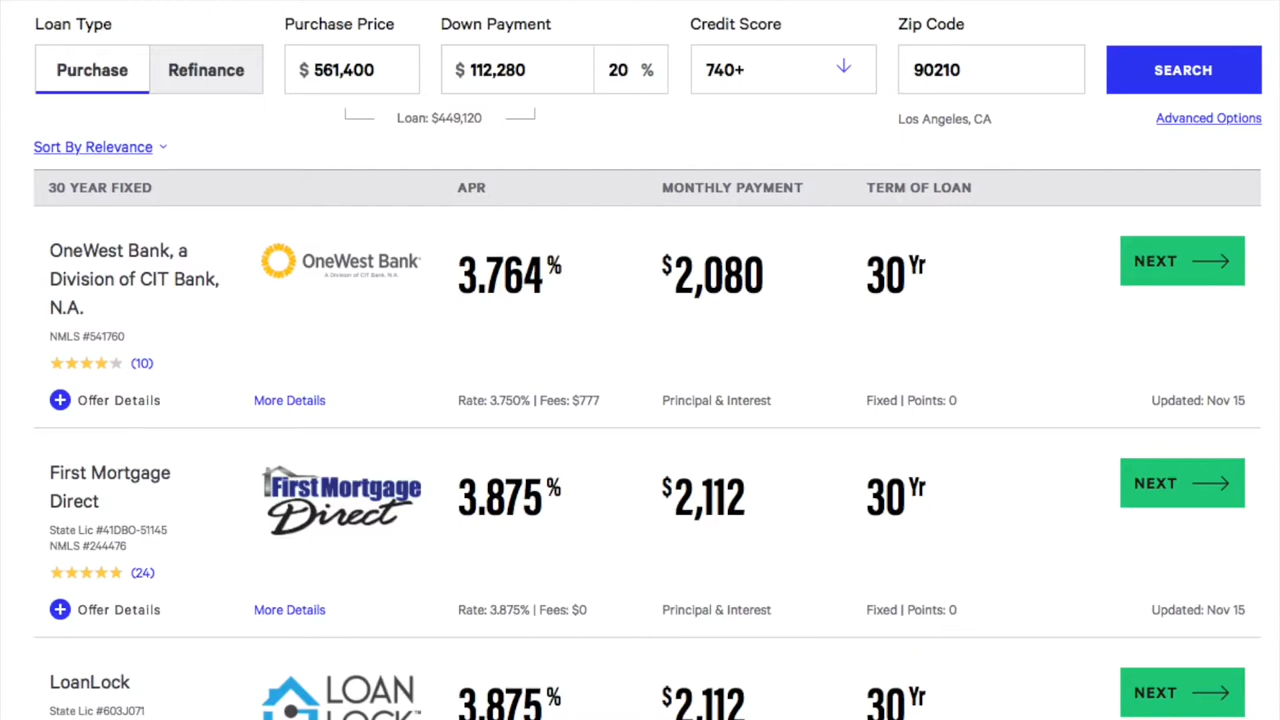 Loan Type
Purchase Price
Down Payment
Credit Score
Zip Code
Purchase
Refinance
$ 561,400
$ 112,280
20 %
740+
90210
SEARCH
Loan: $449,120
Los Angeles, CA
Advanced Options
Sort By Relevance
30 YEAR FIXED
APR
MONTHLY PAYMENT
TERM OF LOAN
OneWest Bank, a
Division of CIT Bank,
N.A.
NMLS #541760
(10)
OneWest Bank
A Division of CIT Bank, N.A.
3.764%
$2,080
30 Yr
NEXT
Offer Details
More Details
Rate: 3.750% | Fees: $777
Principal & Interest
Fixed | Points: 0
Updated: Nov 15
First Mortgage
Direct
State Lic #41DBO-51145
NMLS #244476
(24)
First Mortgage
Direct
3.875%
$2,112
30 Yr
NEXT
Offer Details
More Details
Rate: 3.875% | Fees: $0
Principal & Interest
Fixed | Points: 0
Updated: Nov 15
LoanLock
State Lic #603J071
LOAN
LOCK™
3.875%
$2,112
30 Yr
NEXT